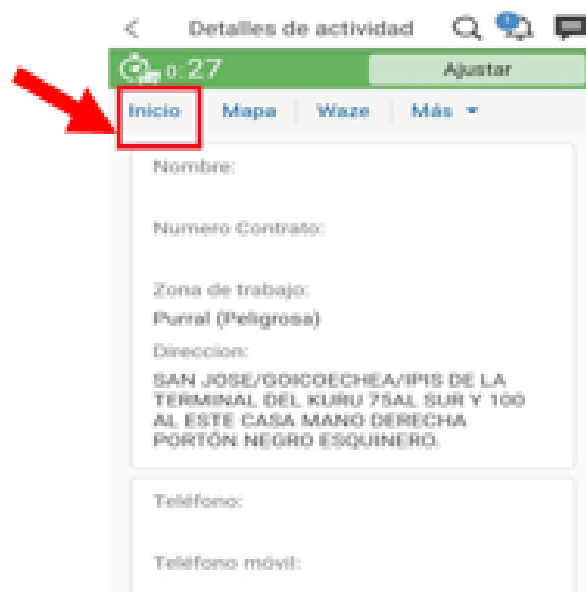 Detalles de actividad
0:27 Ajustar
Inicio Mapa Waze Más
Nombre:
Numero Contrato:
Zona de trabajo:
Purral (Peligrosa)
Direccion:
SAN JOSE/GOICOECHEA/IPIS DE LA
TERMINAL DEL KURU 75AL SUR Y 100
AL ESTE CASA MANO DERECHA
PORTÓN NEGRO ESQUINERO.
Teléfono:
Teléfono móvil: